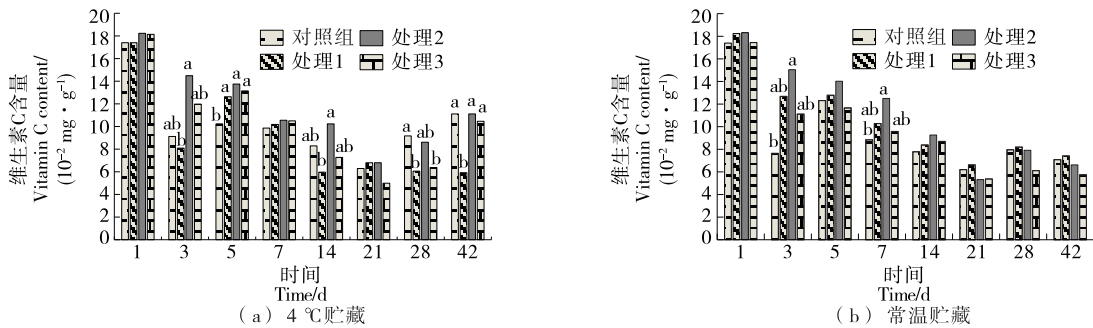 20
18
16
14
12
10
8
6
4
2
0
维生素C含量/
Vitamin C content/
(10⁻² mg·g⁻¹)
对照组 处理2
处理1 处理3
ab b a ab
b a a a
ab b a b
ab b ab b
a b a a
1 3 5 7 14 21 28 42
时间
Time/d
（a）4 ℃贮藏
20
18
16
14
12
10
8
6
4
2
0
维生素C含量
Vitamin C content/
(10⁻² mg·g⁻¹)
对照组 处理2
处理1 处理3
b ab a ab
b ab a ab
1 3 5 7 14 21 28 42
时间
Time/d
（b）常温贮藏